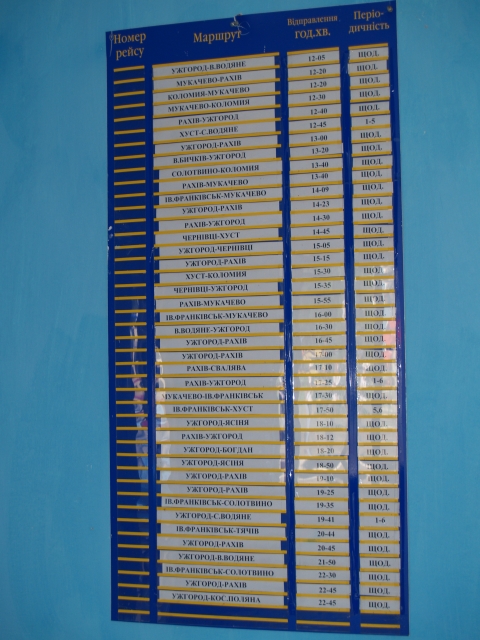 Номер рейсу Маршрут Відправлення год.хв. Періо-дичність
УЖГОРОД-В.ВОДЯНЕ 12-05 ЩОД.
МУКАЧЕВО-РАХІВ 12-20 ЩОД.
КОЛОМИЯ-МУКАЧЕВО 12-20 ЩОД.
МУКАЧЕВО-КОЛОМИЯ 12-30 ЩОД.
РАХІВ-УЖГОРОД 12-40 ЩОД.
ХУСТ-С.ВОДЯНЕ 12-45 1-5
УЖГОРОД-РАХІВ 13-00 ЩОД.
В.БИЧКІВ-УЖГОРОД 13-20 ЩОД.
СОЛОТВИНО-КОЛОМИЯ 13-40 ЩОД.
РАХІВ-МУКАЧЕВО 13-40 ЩОД.
ІВ.ФРАНКІВСЬК-МУКАЧЕВО 14-09 ЩОД.
УЖГОРОД-РАХІВ 14-23 ЩОД.
РАХІВ-УЖГОРОД 14-30 ЩОД.
ЧЕРНІВЦІ-ХУСТ 14-45 ЩОД.
УЖГОРОД-ЧЕРНІВЦІ 15-05 ЩОД.
УЖГОРОД-РАХІВ 15-15 ЩОД.
ХУСТ-КОЛОМИЯ 15-30 ЩОД.
ЧЕРНІВЦІ-УЖГОРОД 15-35 ЩОД.
РАХІВ-МУКАЧЕВО 15-55 ЩОД.
ІВ.ФРАНКІВСЬК-МУКАЧЕВО 16-00 ЩОД.
В.ВОДЯНЕ-УЖГОРОД 16-30 ЩОД.
УЖГОРОД-РАХІВ 16-45 ЩОД.
УЖГОРОД-РАХІВ 17-00 ЩОД.
РАХІВ-СВАЛЯВА 17-10 ЩОД.
РАХІВ-УЖГОРОД 17-25 1-6
МУКАЧЕВО-ІВ.ФРАНКІВСЬК 17-30 ЩОД.
ІВ.ФРАНКІВСЬК-ХУСТ 17-50 5,6
УЖГОРОД-ЯСІНЯ 18-10 ЩОД.
РАХІВ-УЖГОРОД 18-12 ЩОД.
УЖГОРОД-БОГДАН 18-20 ЩОД.
УЖГОРОД-ЯСІНЯ 18-50 ЩОД.
УЖГОРОД-РАХІВ 19-10 ЩОД.
УЖГОРОД-РАХІВ 19-25 ЩОД.
ІВ.ФРАНКІВСЬК-СОЛОТВИНО 19-35 ЩОД.
УЖГОРОД-С.ВОДЯНЕ 19-41 1-6
ІВ.ФРАНКІВСЬК-ТЯЧІВ 20-44 ЩОД.
УЖГОРОД-РАХІВ 20-45 ЩОД.
УЖГОРОД-В.ВОДЯНЕ 21-50 ЩОД.
ІВ.ФРАНКІВСЬК-СОЛОТВИНО 22-30 ЩОД.
УЖГОРОД-РАХІВ 22-45 ЩОД.
УЖГОРОД-КОС.ПОЛЯНА 22-45 ЩОД.